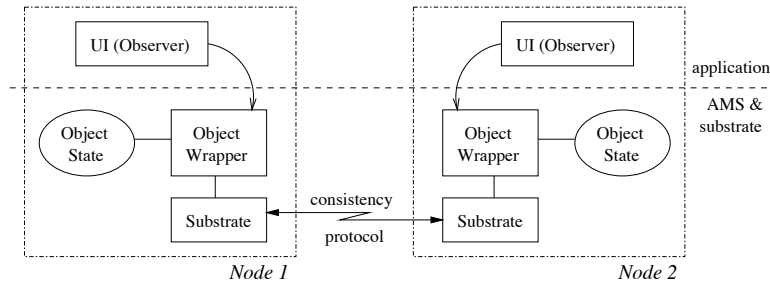 UI (Observer)
UI (Observer)
application
AMS &
substrate
Object
State
Object
Wrapper
Object
Wrapper
Object
State
Substrate
consistency
protocol
Substrate
Node 1
Node 2